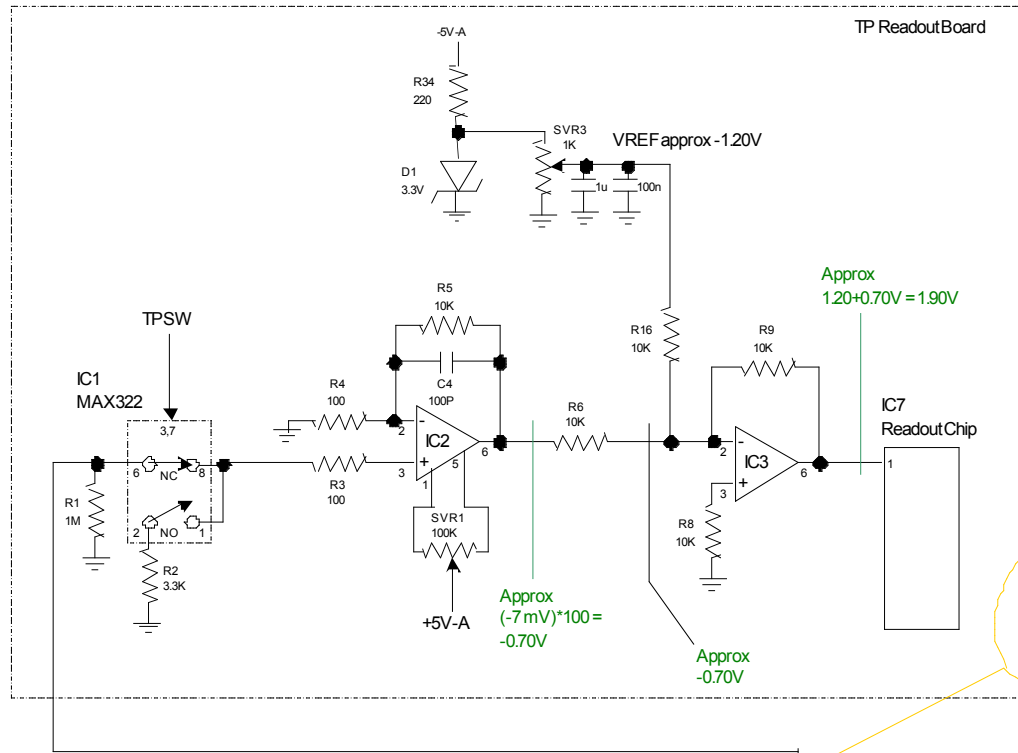 TP Readout Board
-5V-A
R34
220
SVR3
1K
VREF approx -1.20V
D1
3.3V
1u
100n
Approx
1.20+0.70V = 1.90V
R5
10K
TPSW
R16
10K
R9
10K
IC1
MAX322
C4
100P
R4
100
R6
10K
IC7
Readout Chip
3,7
2
IC2
6
2
IC3
6
1
6
NC
8
R3
100
3
5
1
3
R1
1M
2
NO
1
SVR1
100K
R8
10K
R2
3.3K
+5V-A
Approx
(-7 mV)*100 =
-0.70V
Approx
-0.70V
-
+
-
+